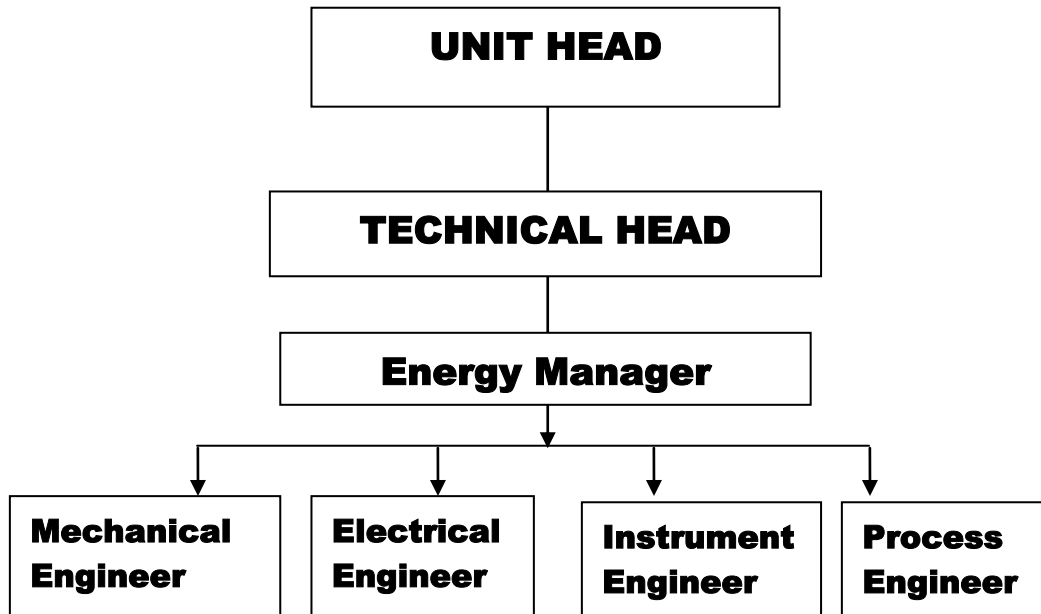 UNIT HEAD
TECHNICAL HEAD
Energy Manager
Mechanical
Engineer
Electrical
Engineer
Instrument
Engineer
Process
Engineer